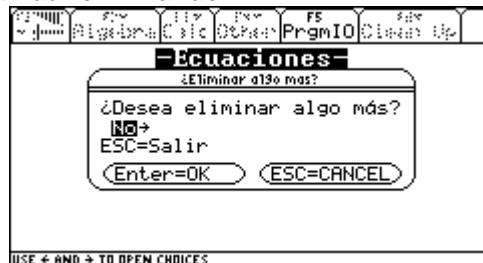 F5
Algebra Calc Other PrgmIO Clean Up
-Ecuaciones-
¿Eliminar algo mas?
¿Desea eliminar algo más?
No→
ESC=Salir
Enter=OK ESC=CANCEL
USE ← AND → TO OPEN CHOICES